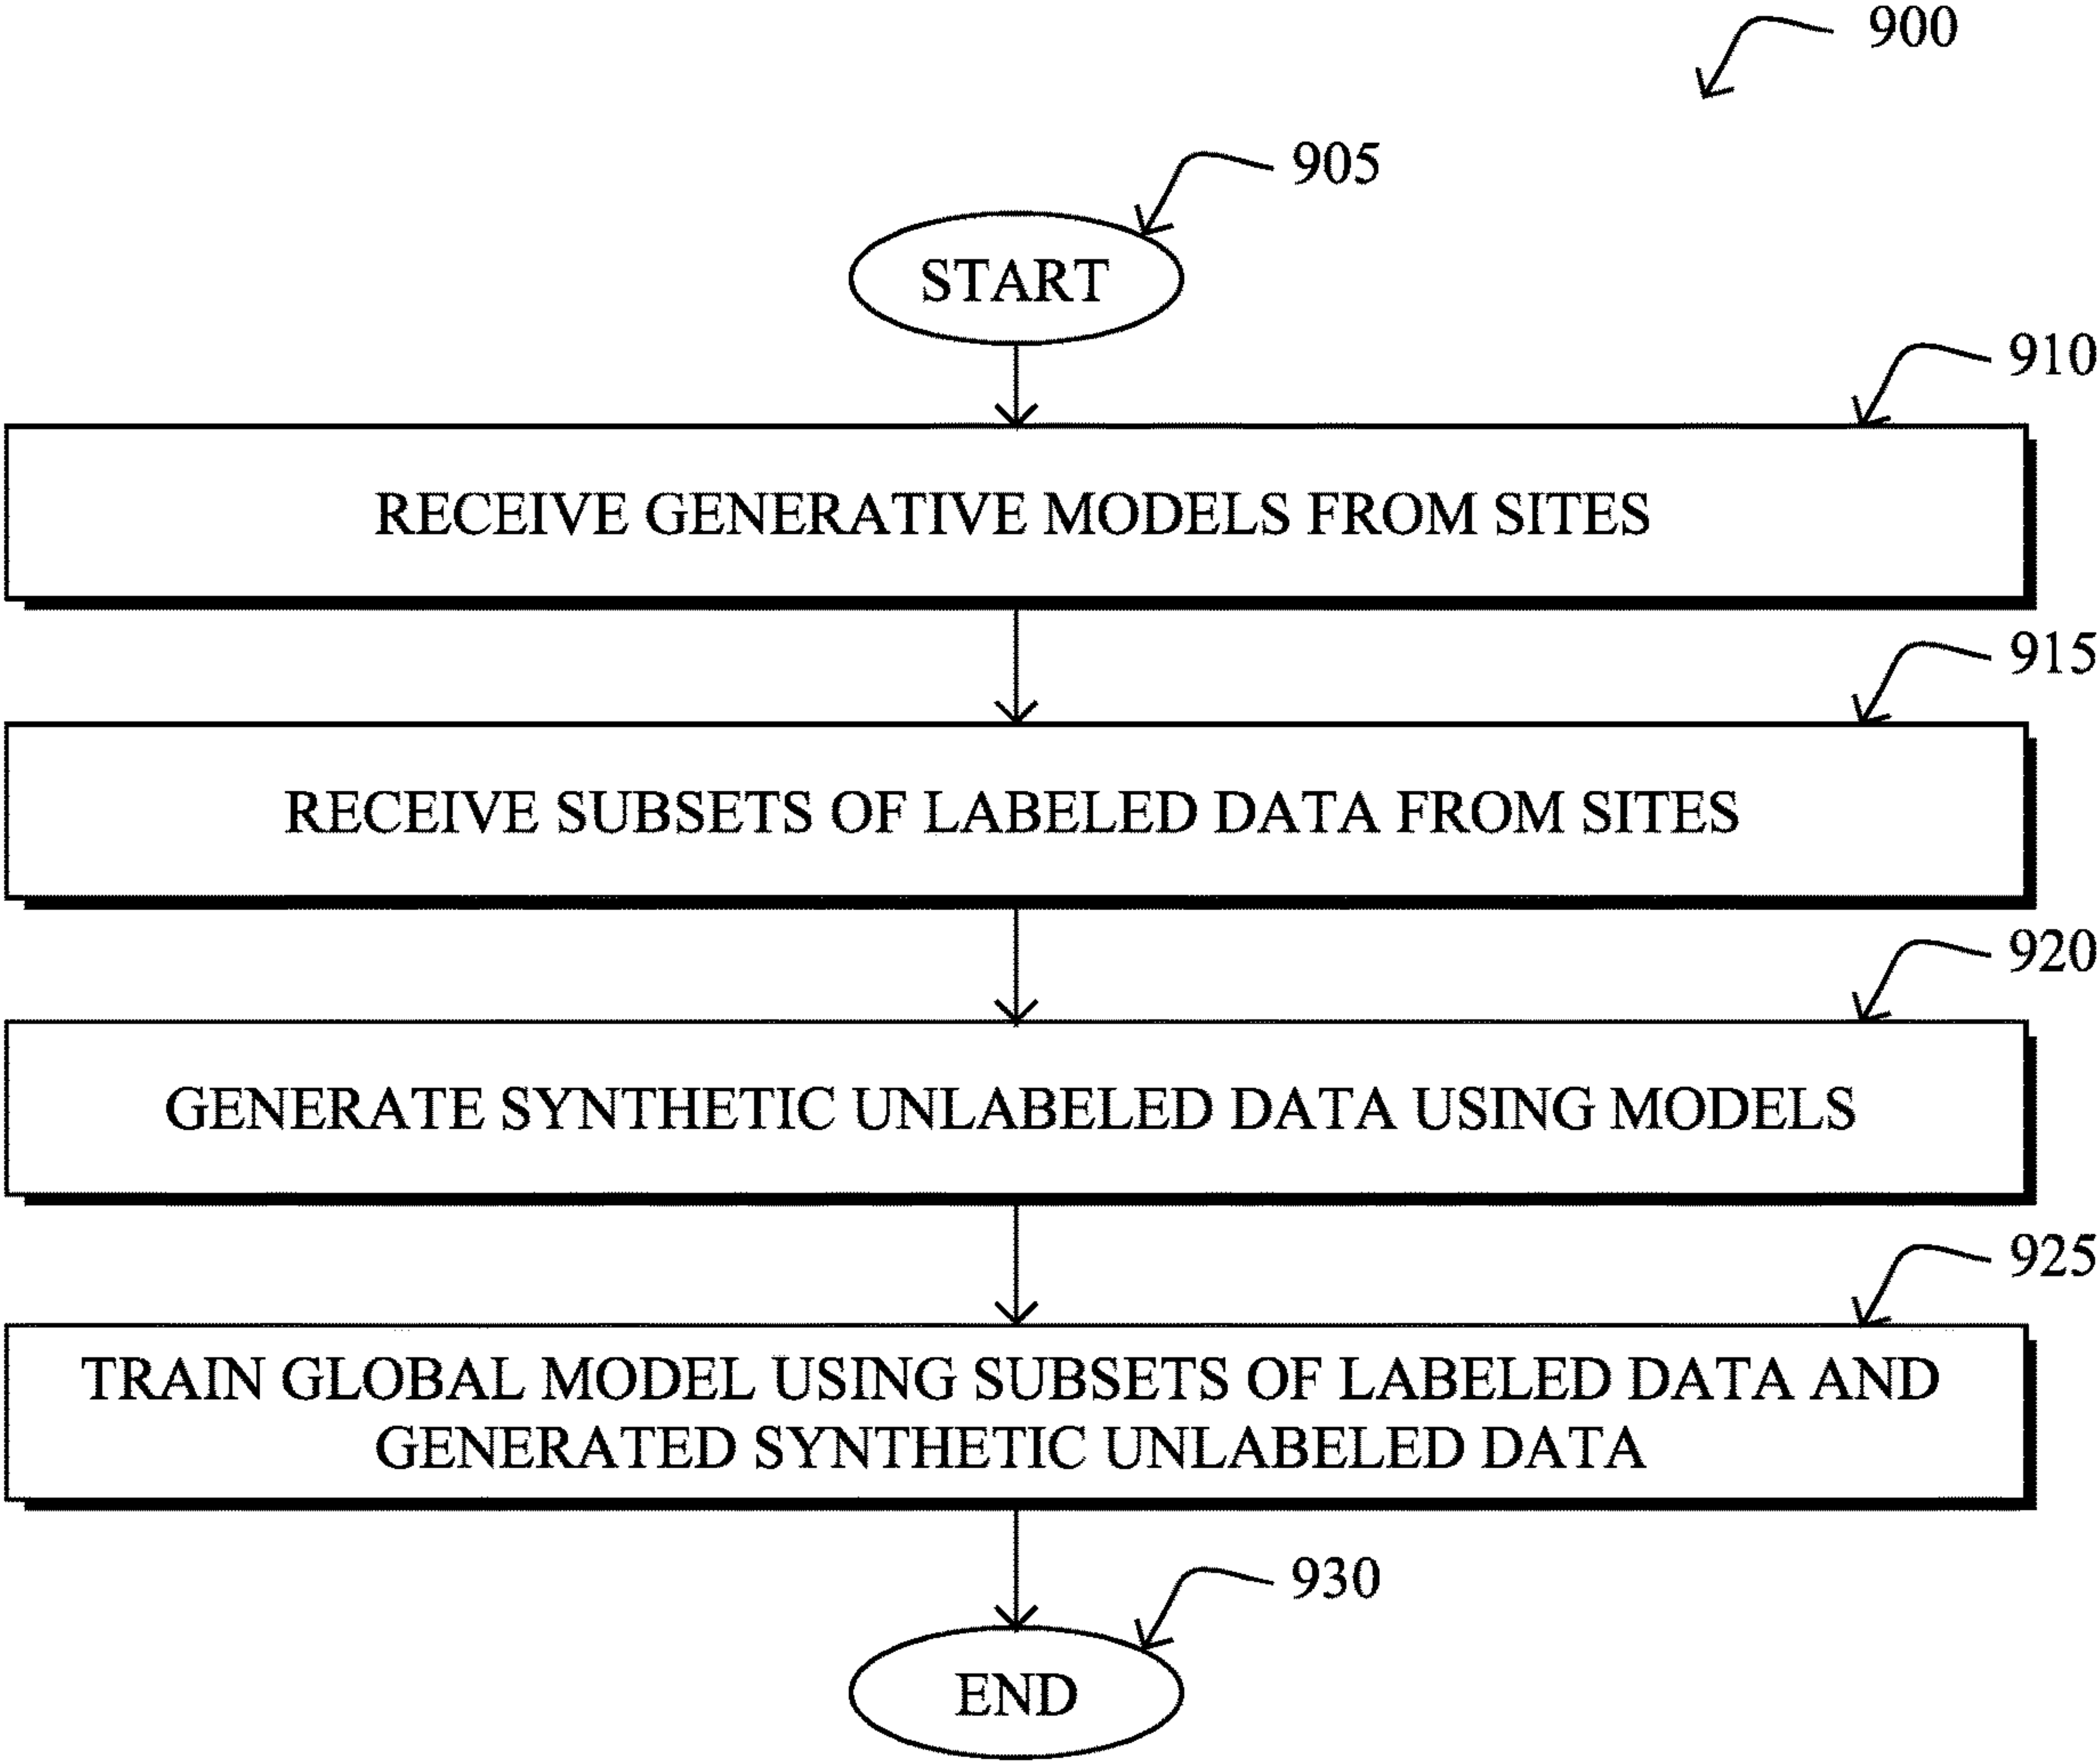 900
905
START
910
RECEIVE GENERATIVE MODELS FROM SITES
915
RECEIVE SUBSETS OF LABELED DATA FROM SITES
920
GENERATE SYNTHETIC UNLABELED DATA USING MODELS
925
TRAIN GLOBAL MODEL USING SUBSETS OF LABELED DATA AND
GENERATED SYNTHETIC UNLABELED DATA
930
END